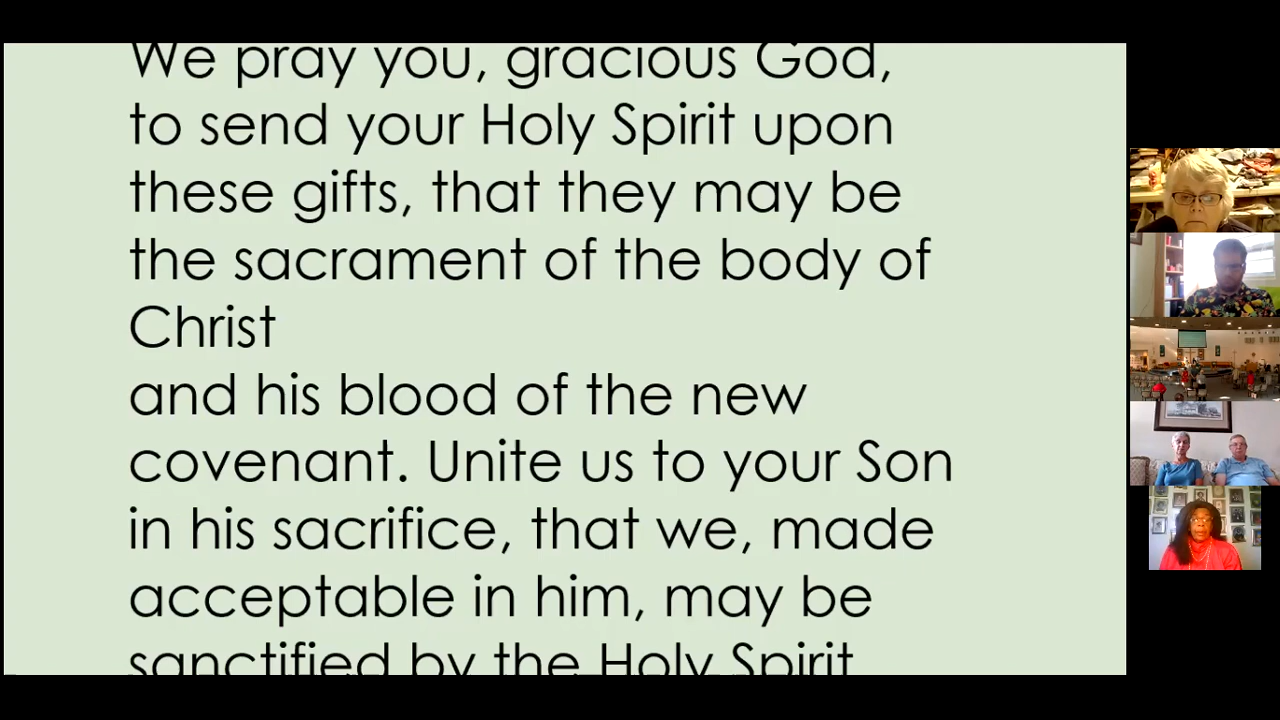 We pray you, gracious God,
to send your Holy Spirit upon
these gifts, that they may be
the sacrament of the body of
Christ
and his blood of the new
covenant. Unite us to your Son
in his sacrifice, that we, made
acceptable in him, may be
sanctified by the Holy Spirit